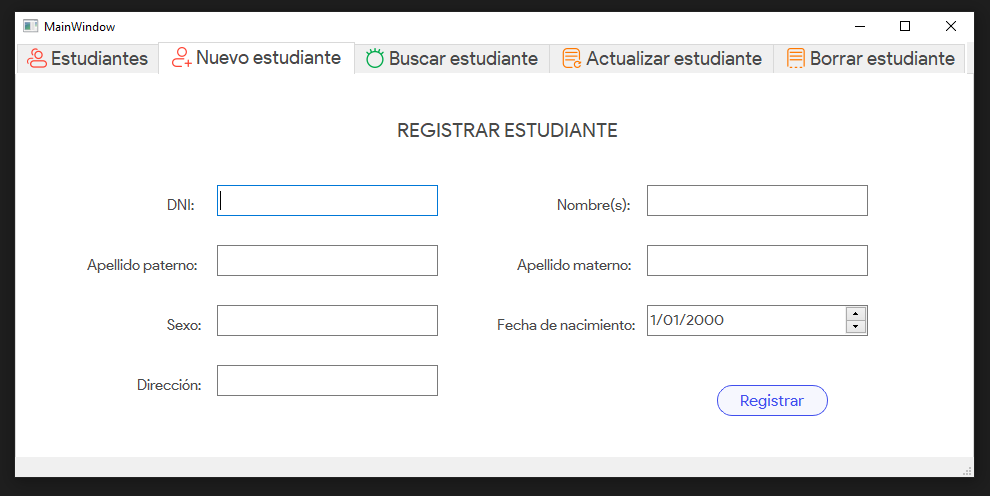 MainWindow
Estudiantes Nuevo estudiante Buscar estudiante Actualizar estudiante Borrar estudiante
REGISTRAR ESTUDIANTE
DNI: Nombre(s):
Apellido paterno: Apellido materno:
Sexo: Fecha de nacimiento: 1/01/2000
Dirección:
Registrar